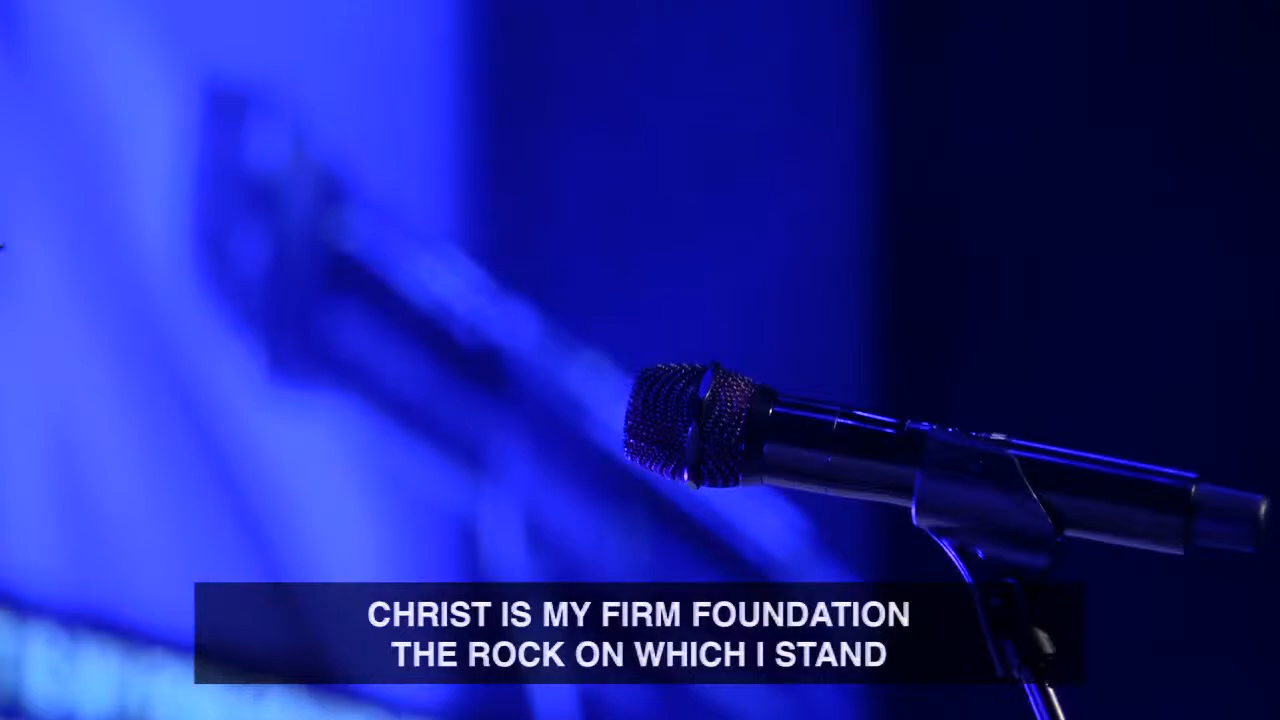 CHRIST IS MY FIRM FOUNDATION
THE ROCK ON WHICH I STAND